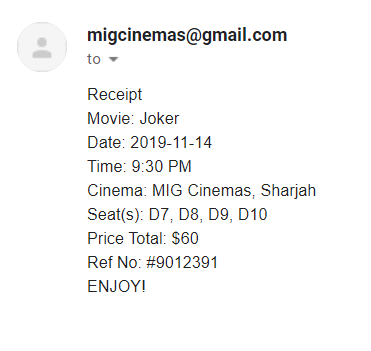 migcinemas@gmail.com
to
Receipt
Movie: Joker
Date: 2019-11-14
Time: 9:30 PM
Cinema: MIG Cinemas, Sharjah
Seat(s): D7, D8, D9, D10
Price Total: $60
Ref No: #9012391
ENJOY!